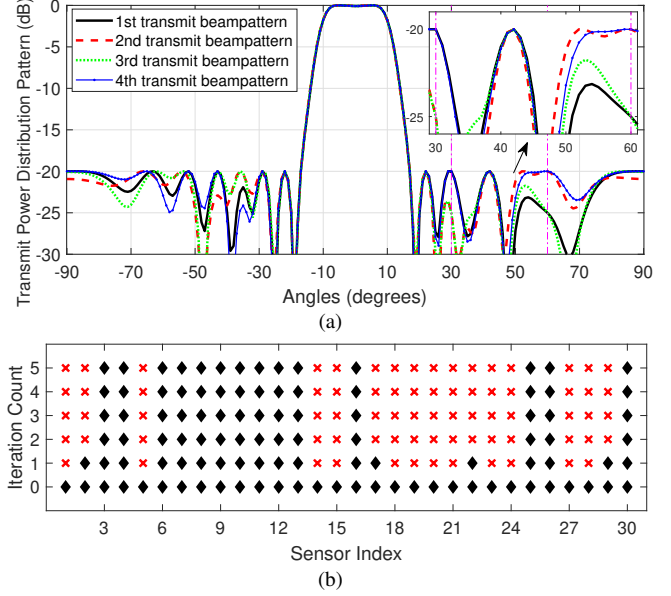 Transmit Power Distribution Pattern (dB)
0
-5
-10
-15
-20
-25
-30
1st transmit beampattern
2nd transmit beampattern
3rd transmit beampattern
4th transmit beampattern
-20
-25
29 40 50 61
-90 -70 -50 -30 -10 10 30 50 70 90
Angles (degrees)
(a)
Iteration Count
5
4
3
2
1
0
3 6 9 12 15 18 21 24 27 30
Sensor Index
(b)